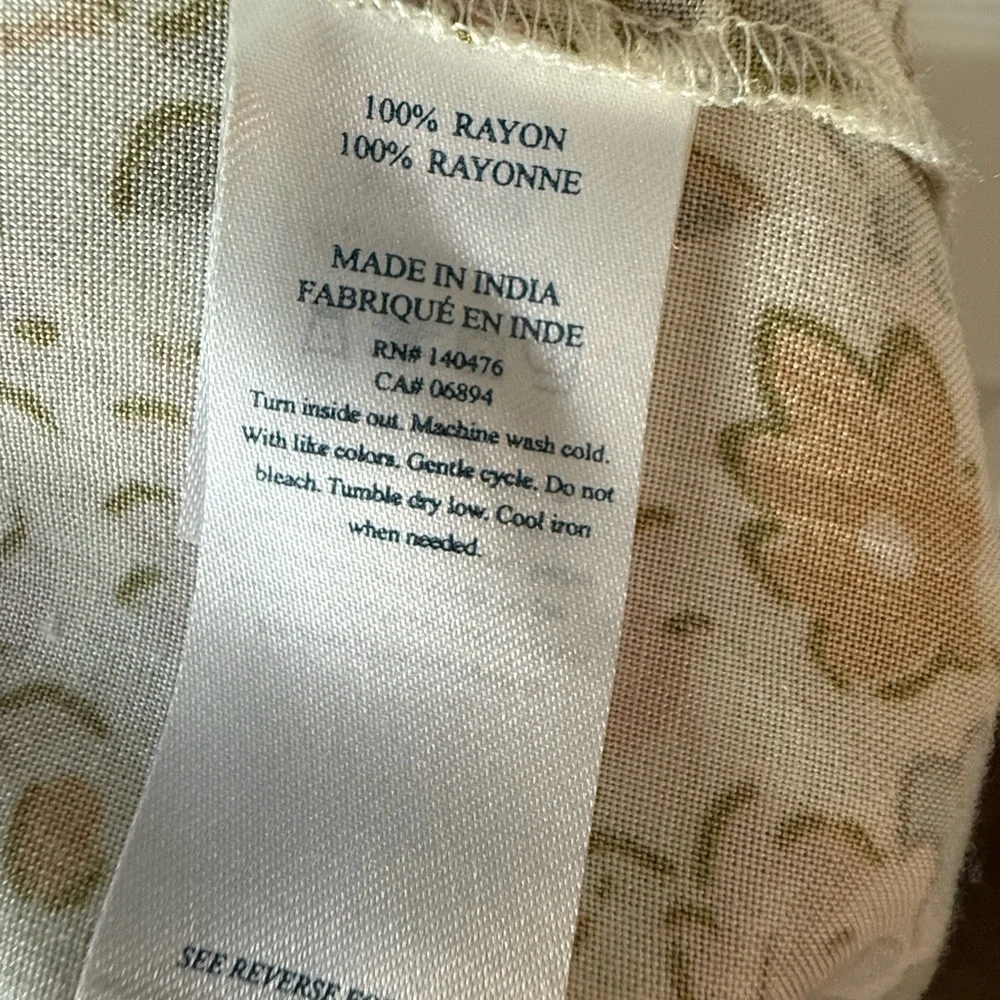 100% RAYON
100% RAYONNE
MADE IN INDIA
FABRIQUÉ EN INDE
RN# 140476
CA# 06894
Turn inside out. Machine wash cold.
With like colors. Gentle cycle. Do not
bleach. Tumble dry low. Cool iron
when needed.
SEE REVERSE